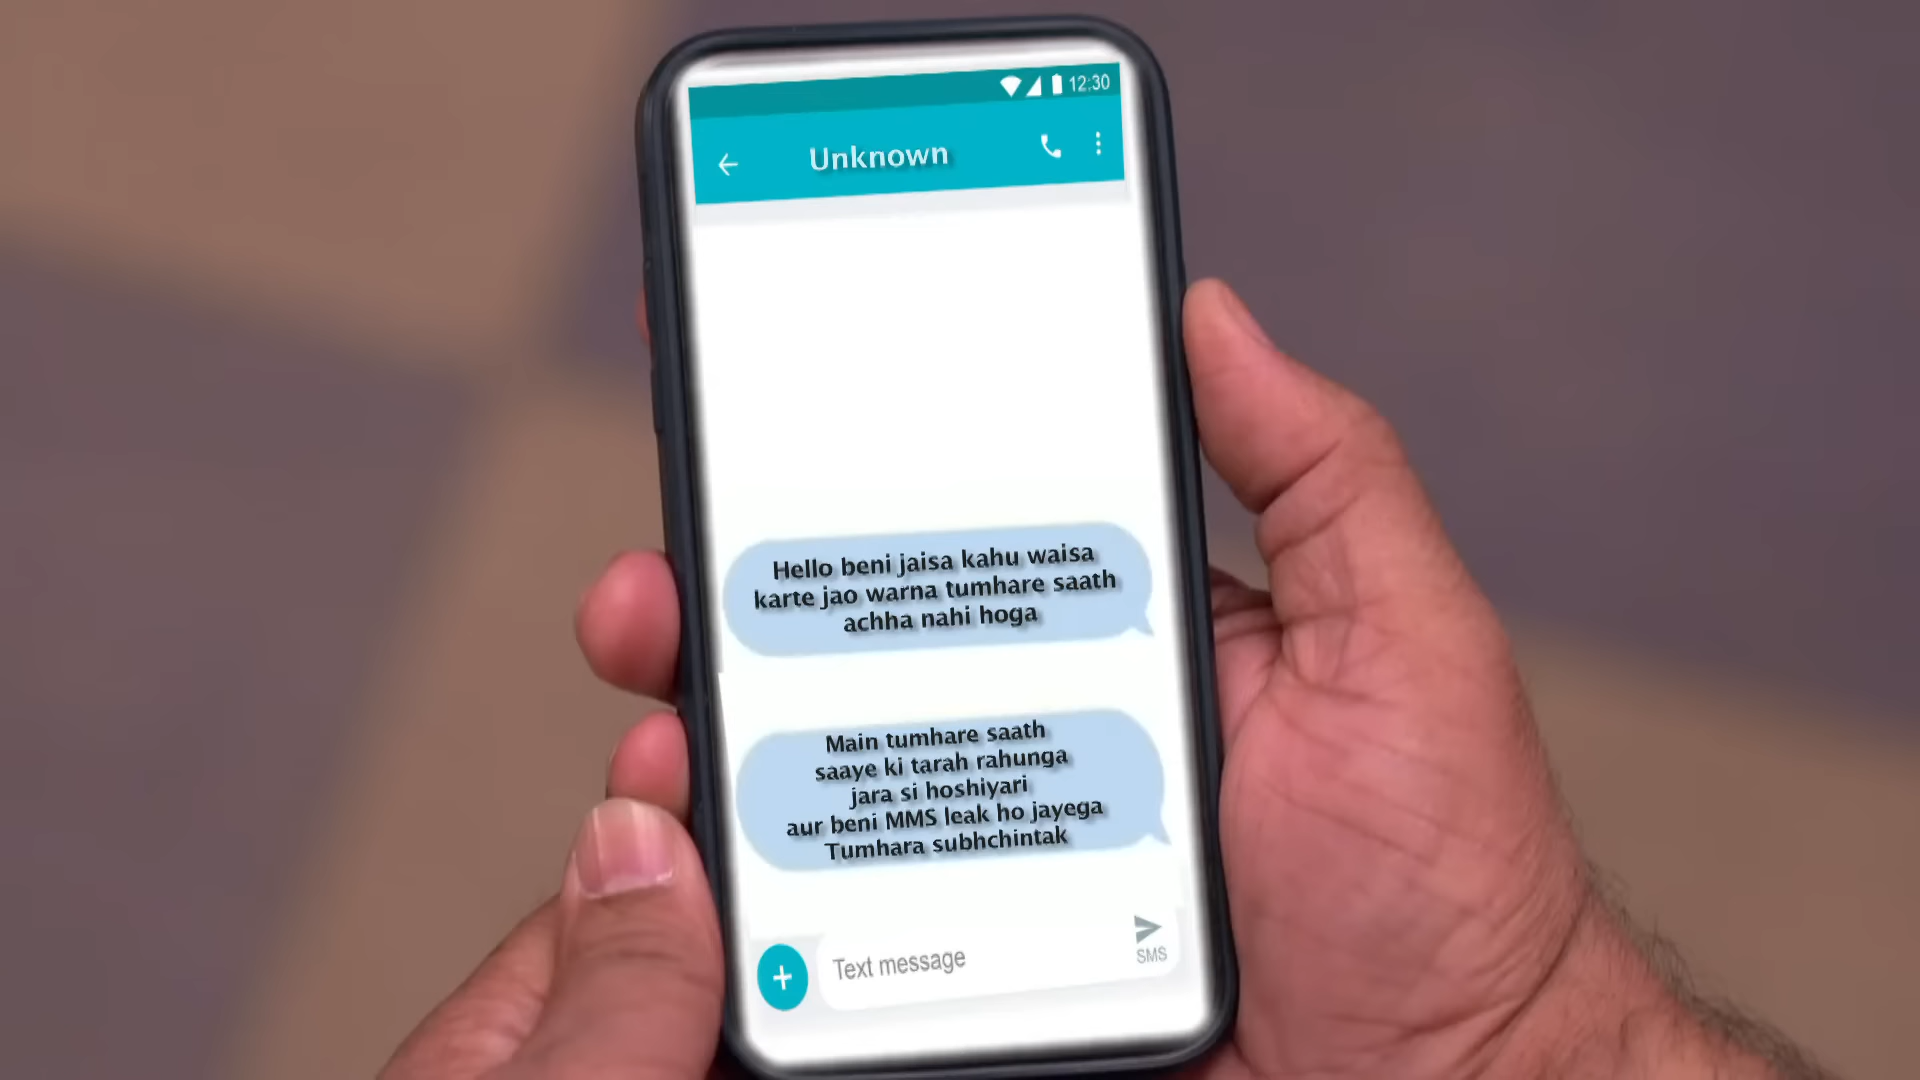 12:30
Unknown
Hello beni jaisa kahu waisa
karte jao warna tumhare saath
achha nahi hoga
Main tumhare saath
saaye ki tarah rahunga
jara si hoshiyari
aur beni MMS leak ho jayega
Tumhara subhchintak
Text message
SMS